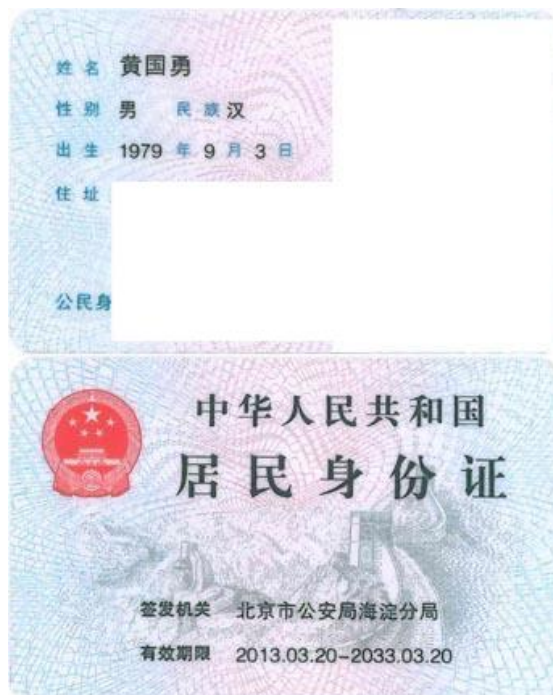 姓名 黄国勇
性别 男 民族 汉
出生 1979 年 9 月 3 日
住址
公民身
中华人民共和国
居民身份证
签发机关 北京市公安局海淀分局
有效期限 2013.03.20-2033.03.20